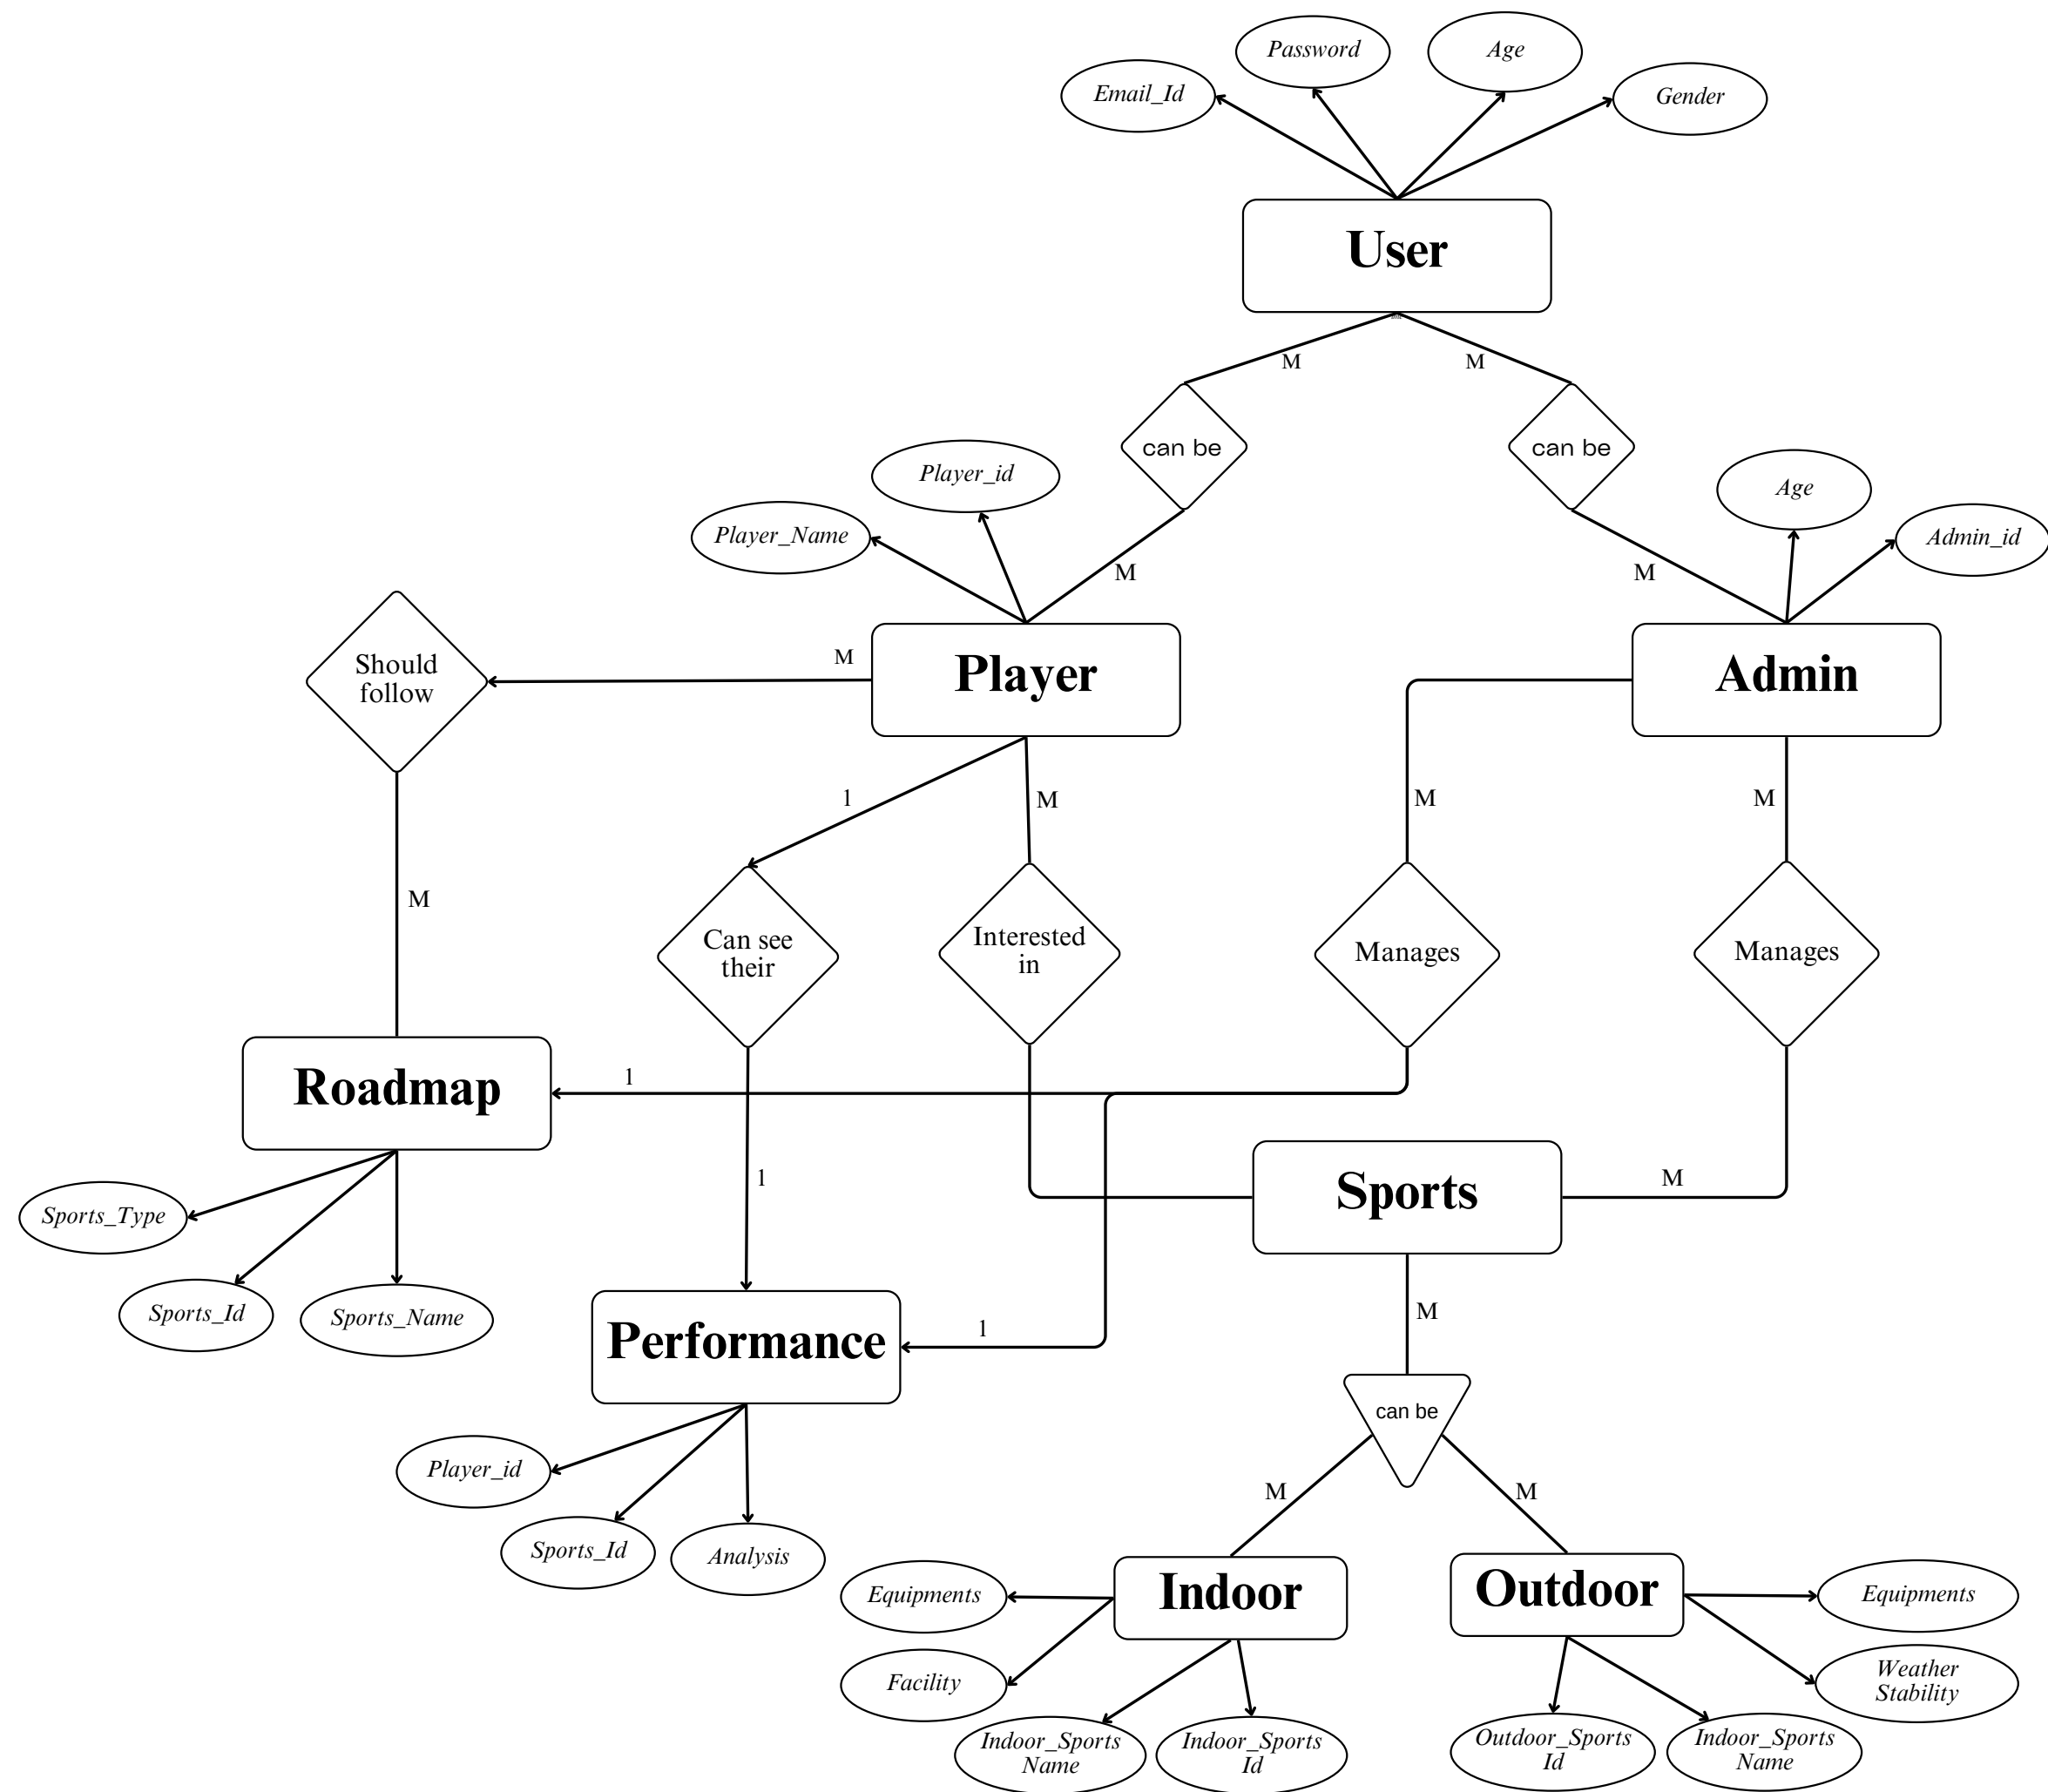 Password
Age
Email_Id
Gender
User
M
M
can be
can be
Player_id
Age
Player_Name
Admin_id
M
M
Should
follow
M
Player
Admin
1
M
M
M
M
Can see
their
Interested
in
Manages
Manages
Roadmap
1
1
Sports
M
Sports_Type
Sports_Id
Sports_Name
Performance
1
M
can be
Player_id
Sports_Id
Analysis
M
M
Equipments
Indoor
Outdoor
Equipments
Facility
Weather
Stability
Indoor_Sports
Name
Indoor_Sports
Id
Outdoor_Sports
Id
Indoor_Sports
Name